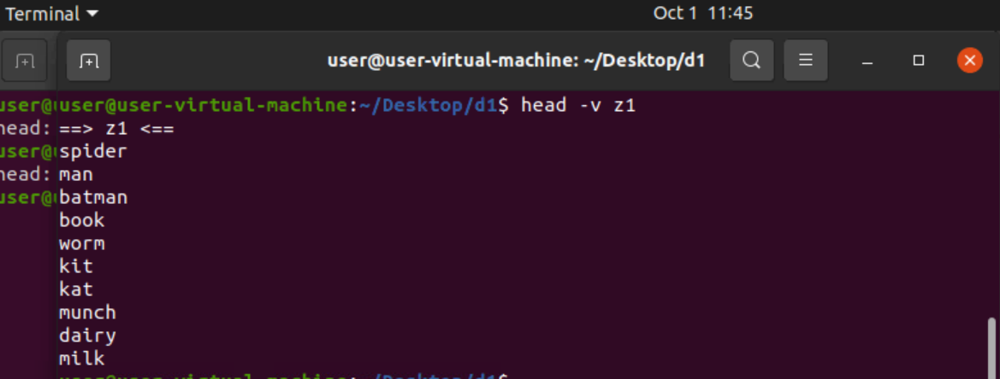 Terminal
Oct 1 11:45
user@user-virtual-machine: ~/Desktop/d1
user@user@user-virtual-machine:~/Desktop/d1$ head -v z1
head: ==> z1 <==
user@ spider
head: man
user@ batman
book
worm
kit
kat
munch
dairy
milk
user@user-virtual-machine:~/Desktop/d1$